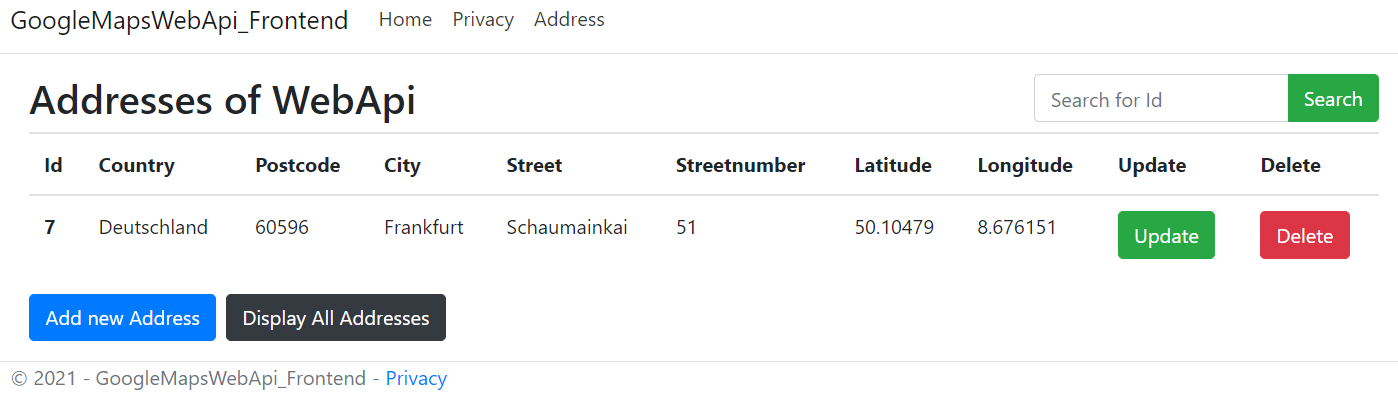 GoogleMapsWebApi_Frontend Home Privacy Address
Addresses of WebApi Search for Id Search
Id Country Postcode City Street Streetnumber Latitude Longitude Update Delete
7 Deutschland 60596 Frankfurt Schaumainkai 51 50.10479 8.676151 Update Delete
Add new Address Display All Addresses
© 2021 - GoogleMapsWebApi_Frontend - Privacy